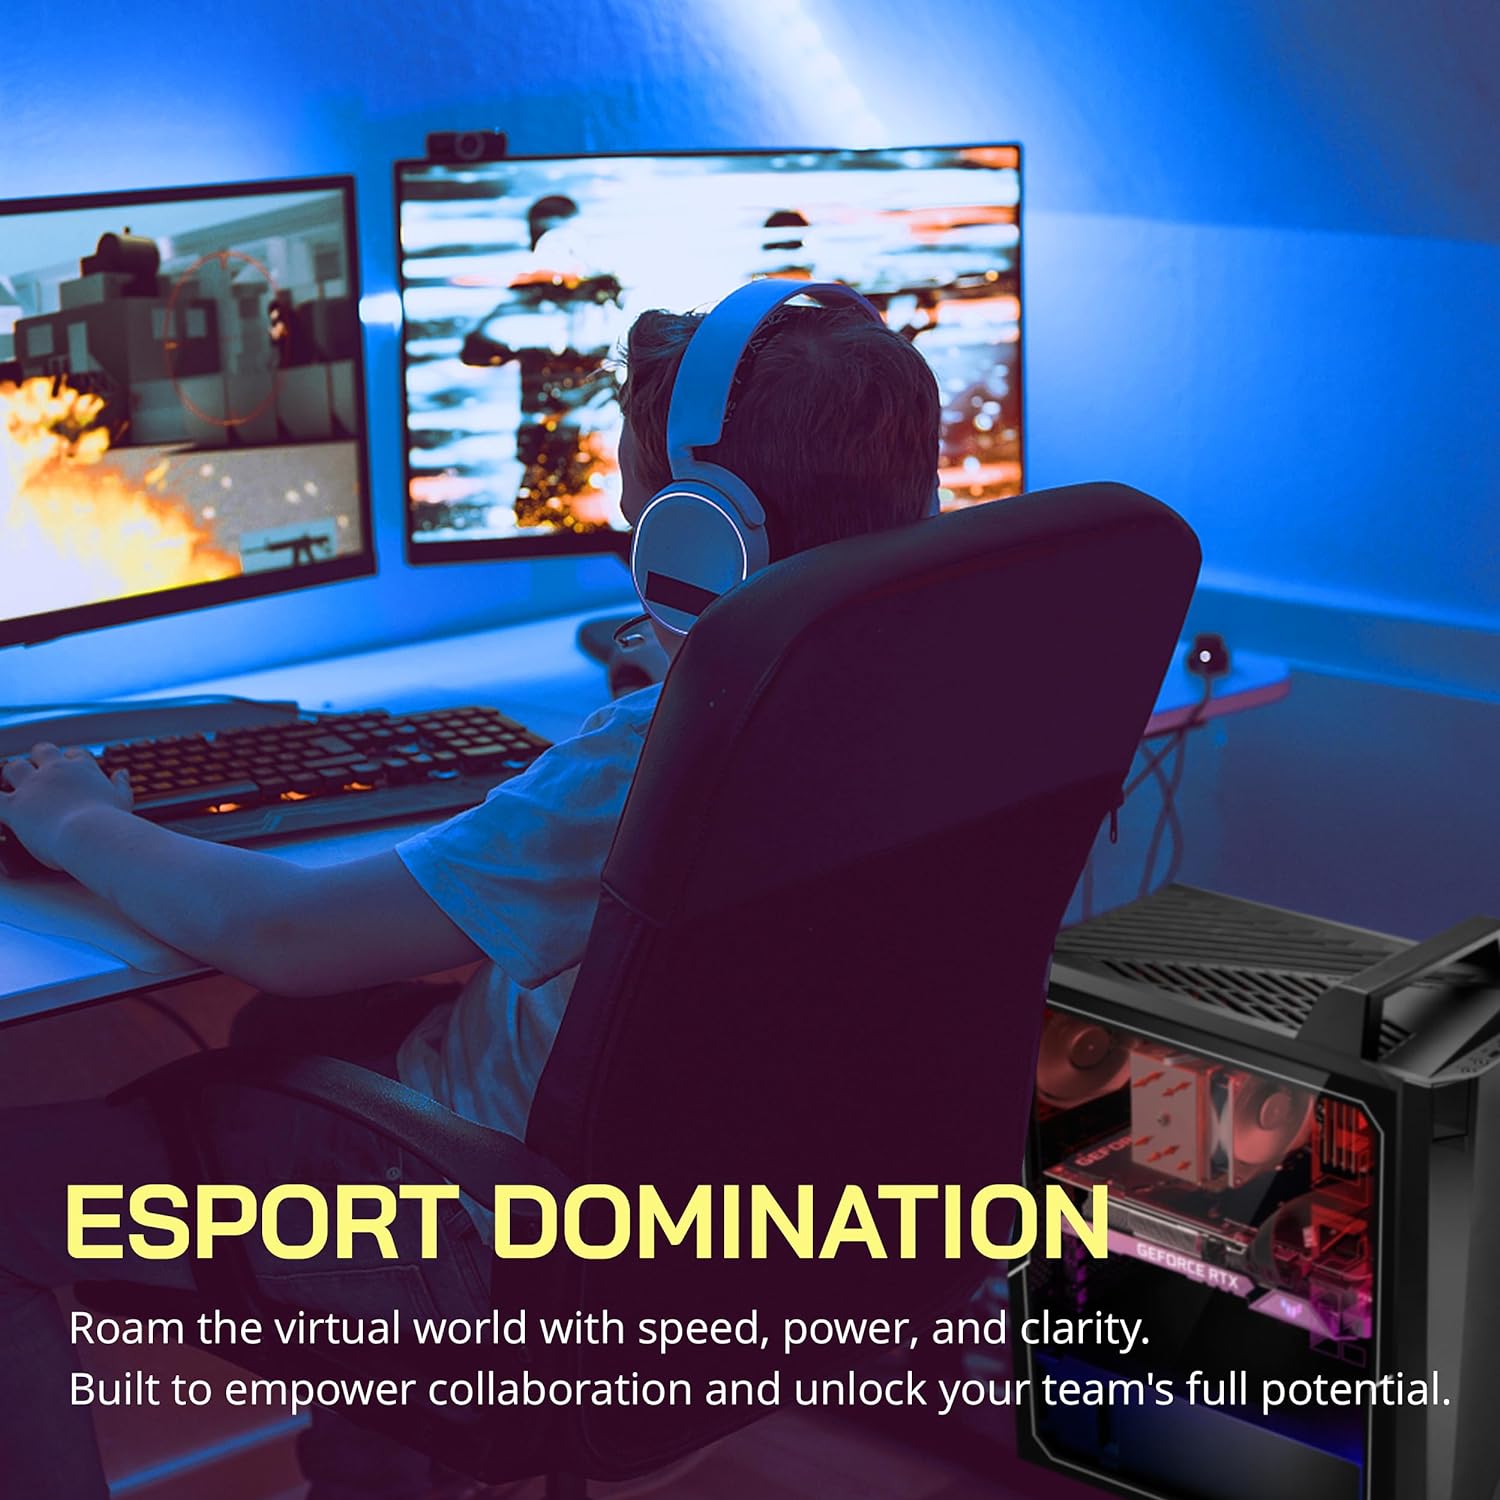 GEFOR
GEFORCE RTX
ESPORT DOMINATION
Roam the virtual world with speed, power, and clarity.
Built to empower collaboration and unlock your team's full potential.